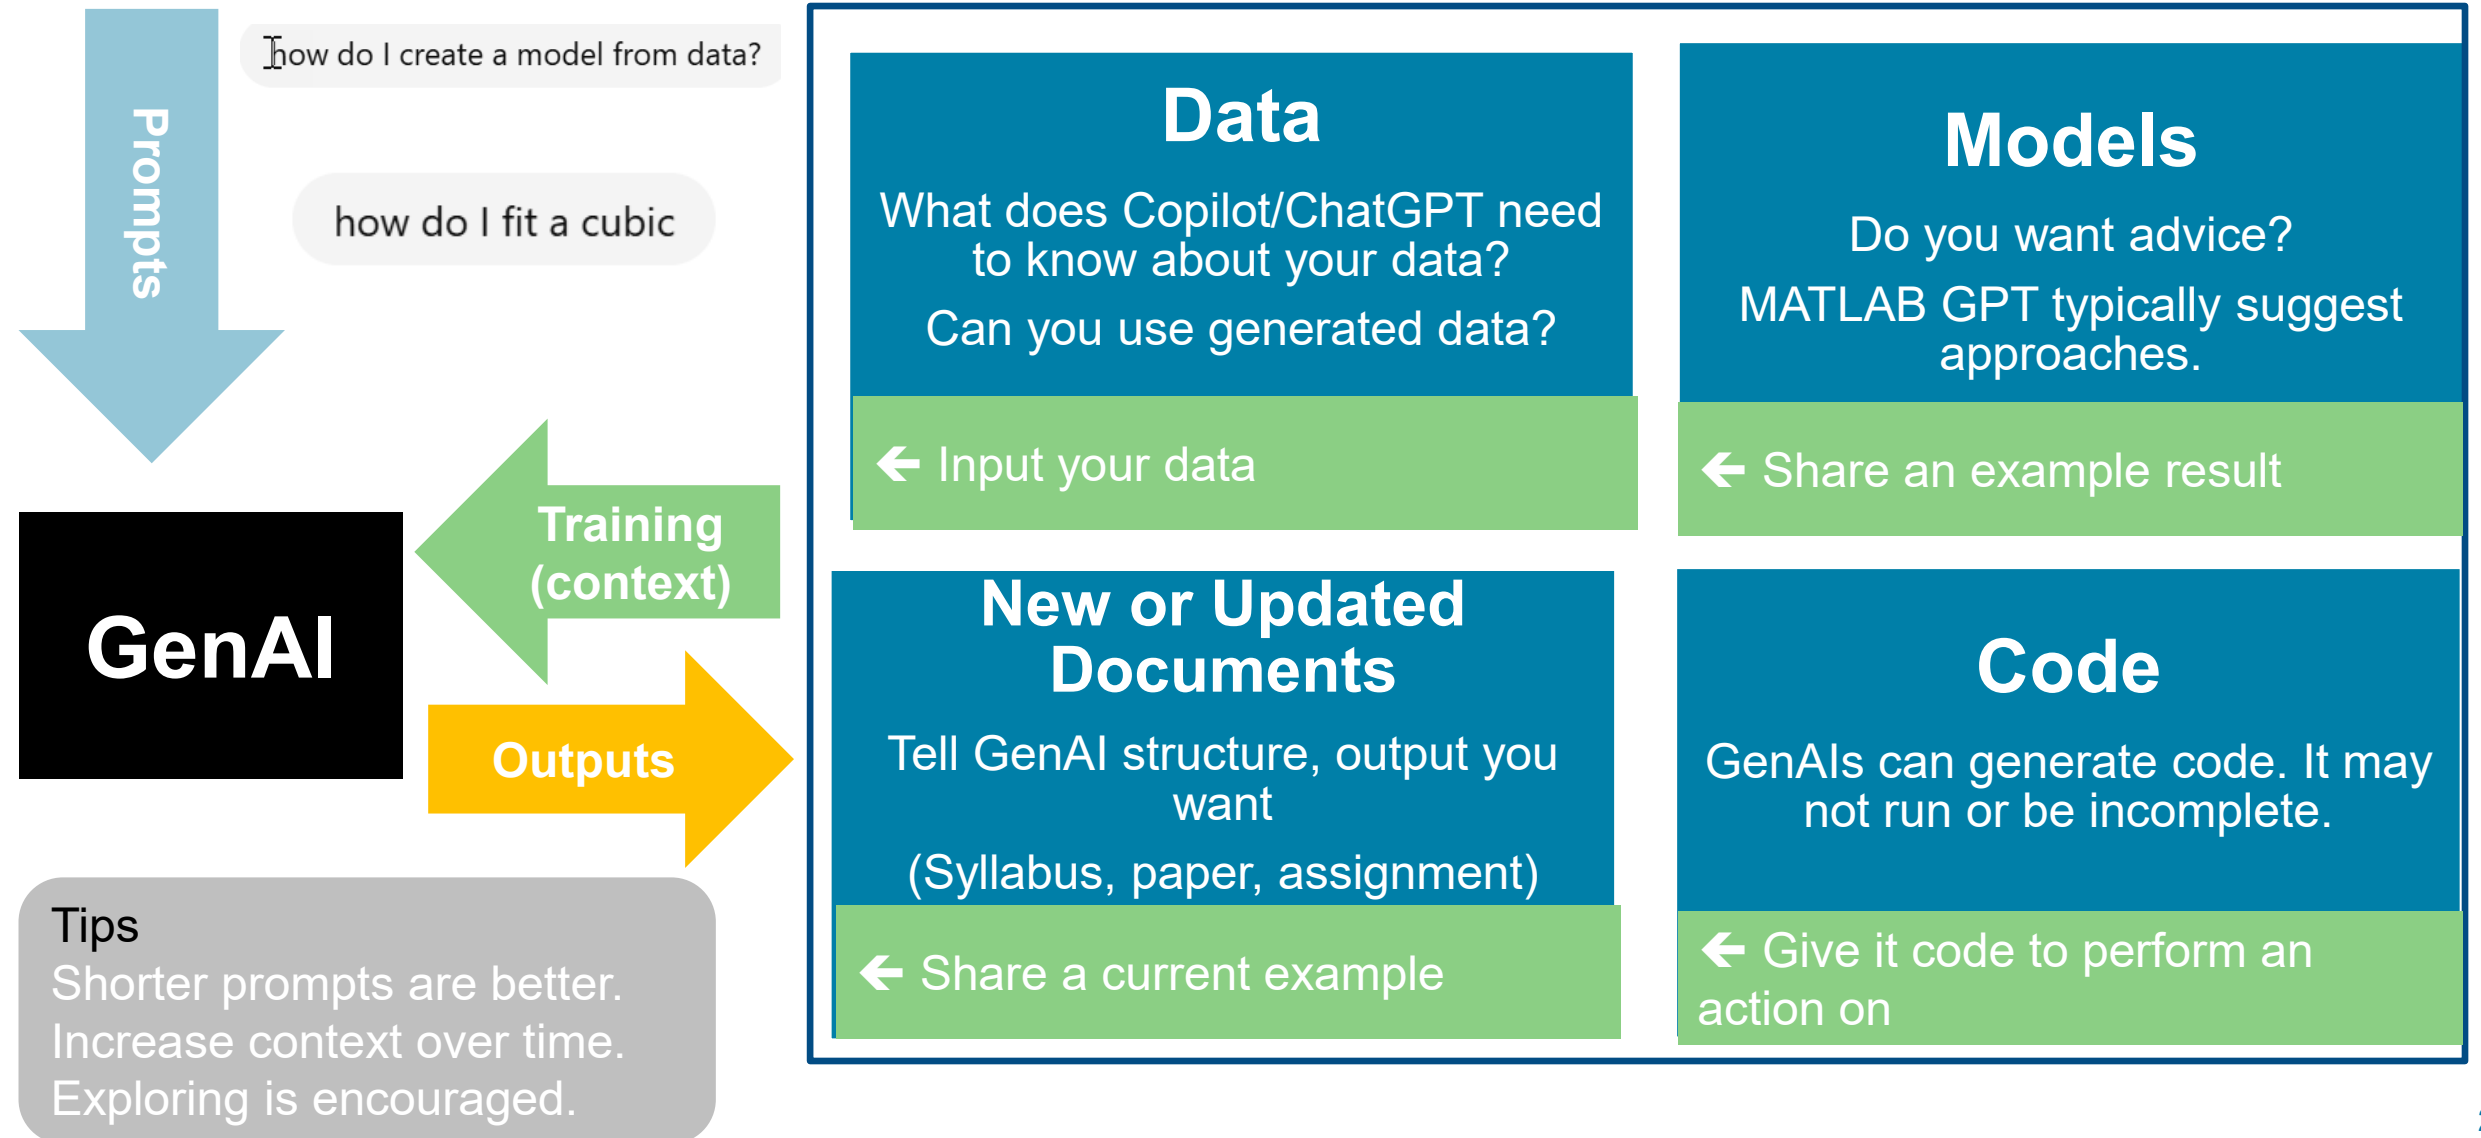 how do I create a model from data?
Prompts
how do I fit a cubic
GenAI
Training
(context)
Outputs
Tips
Shorter prompts are better.
Increase context over time.
Exploring is encouraged.
Data
What does Copilot/ChatGPT need
to know about your data?
Can you use generated data?
← Input your data
Models
Do you want advice?
MATLAB GPT typically suggest
approaches.
← Share an example result
New or Updated
Documents
Tell GenAI structure, output you
want
(Syllabus, paper, assignment)
← Share a current example
Code
GenAIs can generate code. It may
not run or be incomplete.
← Give it code to perform an
action on